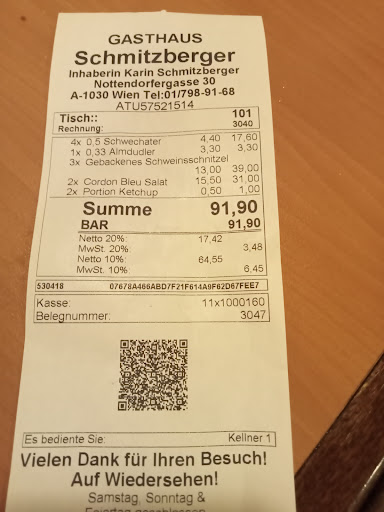 GASTHAUS
Schmitzberger
Inhaberin Karin Schmitzberger
Nottendorfergasse 30
A-1030 Wien Tel:01/798-91-68
ATU57521514
Tisch:: 101
Rechnung: 3040
4x 0,5 Schwechater 4,40 17,60
1x 0,33 Almdudler 3,30 3,30
3x Gebackenes Schweinsschnitzel
13,00 39,00
2x Cordon Bleu Salat 15,50 31,00
2x Portion Ketchup 0,50 1,00
Summe 91,90
BAR 91,90
Netto 20%: 17,42
MwSt. 20%: 3,48
Netto 10%: 64,55
MwSt. 10%: 6,45
530418 07678A466ABD7F21F614A9F62D67FEE7
Kasse: 11x1000160
Belegnummer: 3047
Es bediente Sie: Kellner 1
Vielen Dank für Ihren Besuch!
Auf Wiedersehen!
Samstag, Sonntag &
Feiertag geschlossen